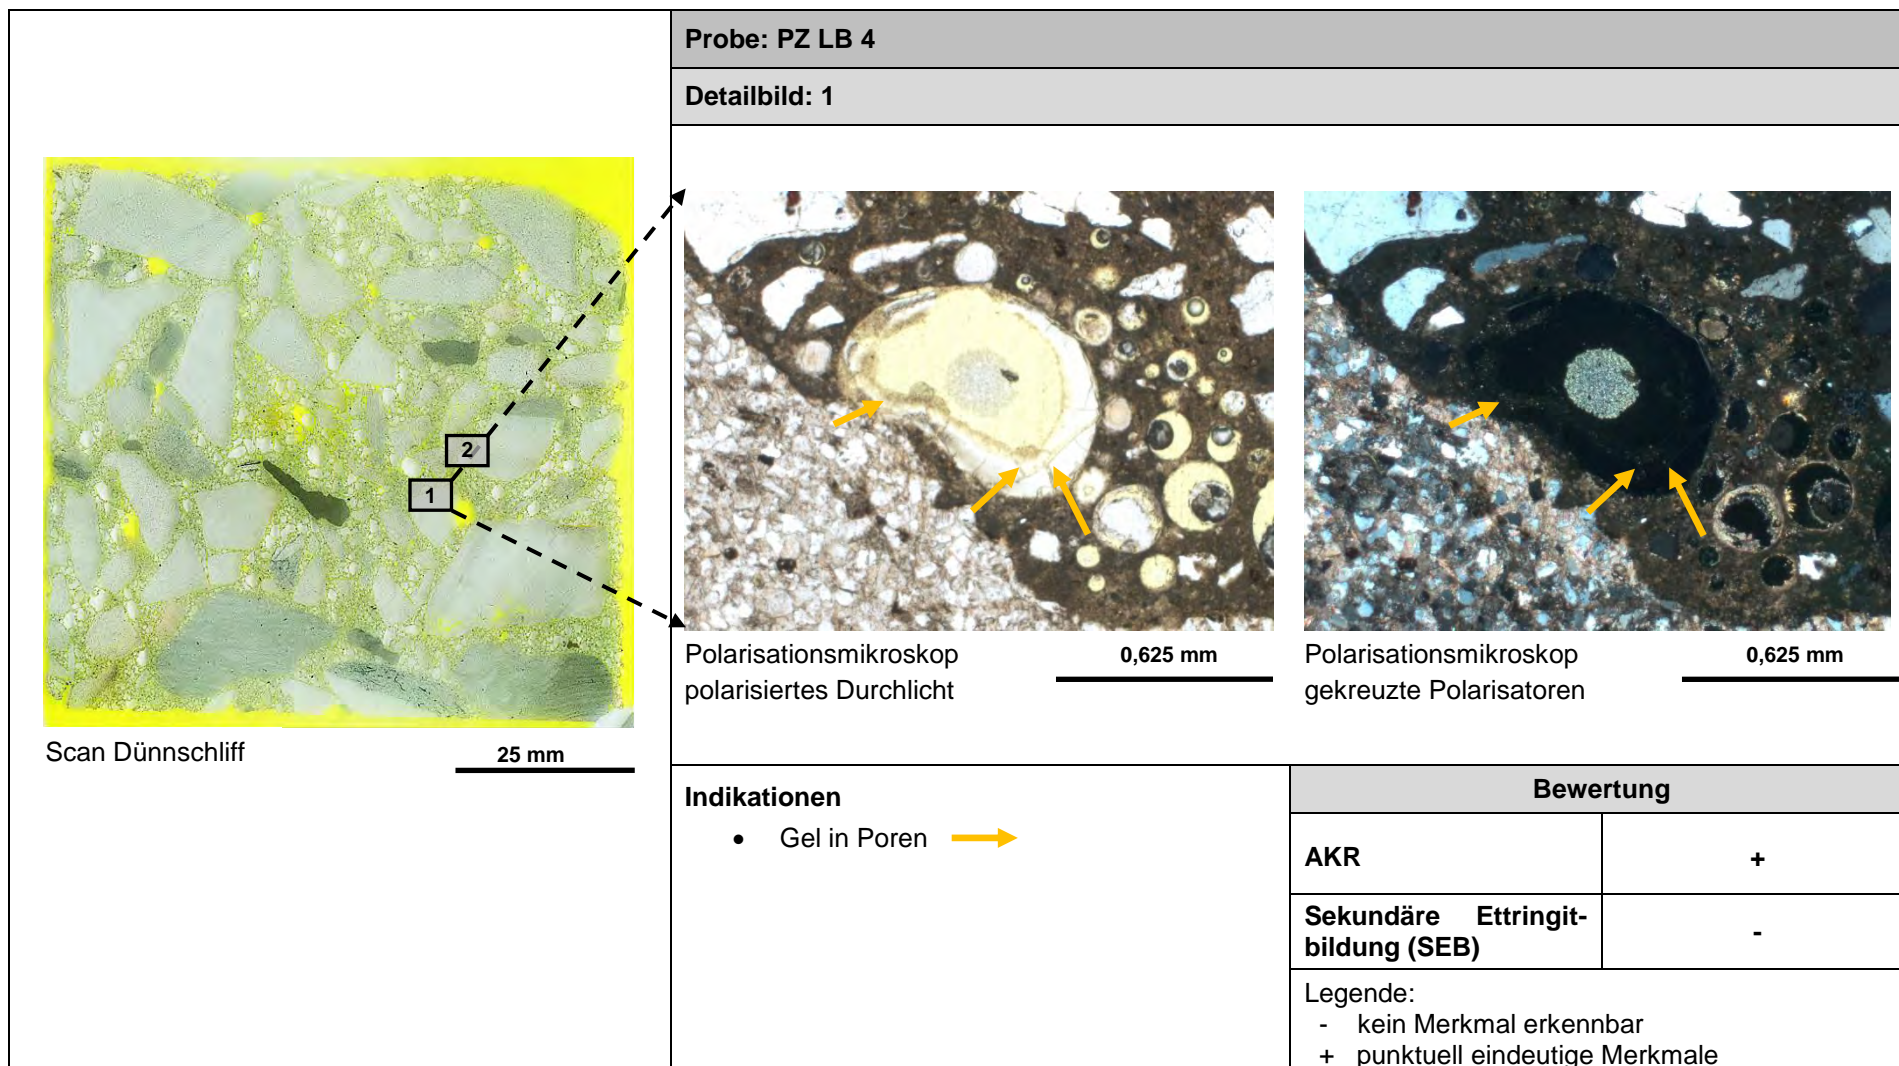 Probe: PZ LB 4
Detailbild: 1
2
1
Scan Dünnschliff
25 mm
Polarisationsmikroskop
polarisiertes Durchlicht
0,625 mm
Polarisationsmikroskop
gekreuzte Polarisatoren
0,625 mm
Indikationen
• Gel in Poren
Bewertung
AKR +
Sekundäre Ettringit-
bildung (SEB) -
Legende:
- kein Merkmal erkennbar
+ punktuell eindeutige Merkmale